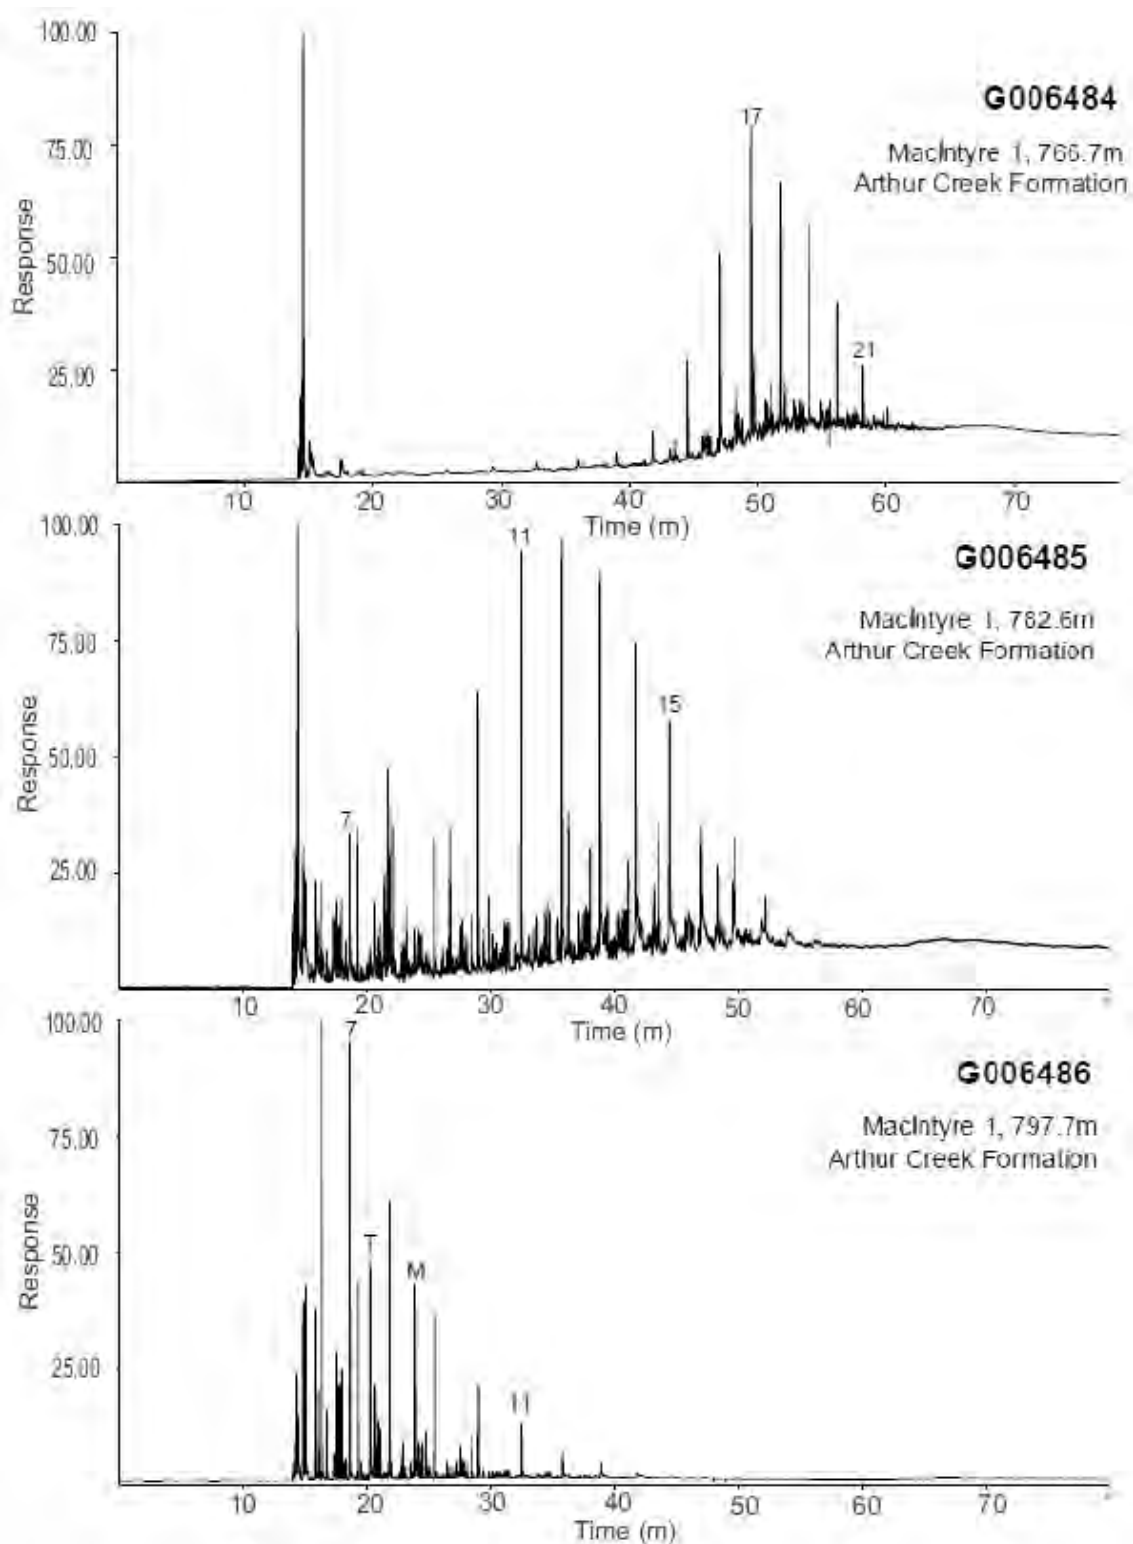 100.00
G006484
17
75.00
MacIntyre 1, 766.7m
Arthur Creek Formation
Response
50.00
25.00
21
10 20 30 40 50 60 70
Time (m)
100.00
11
G006485
MacIntyre 1, 782.6m
75.00
Arthur Creek Formation
15
Response
50.00
7
25.00
10 20 30 40 50 60 70
Time (m)
100.00
7
G006486
MacIntyre 1, 797.7m
75.00
Arthur Creek Formation
Response
T
50.00
M
25.00
11
10 20 30 40 50 60 70
Time (m)